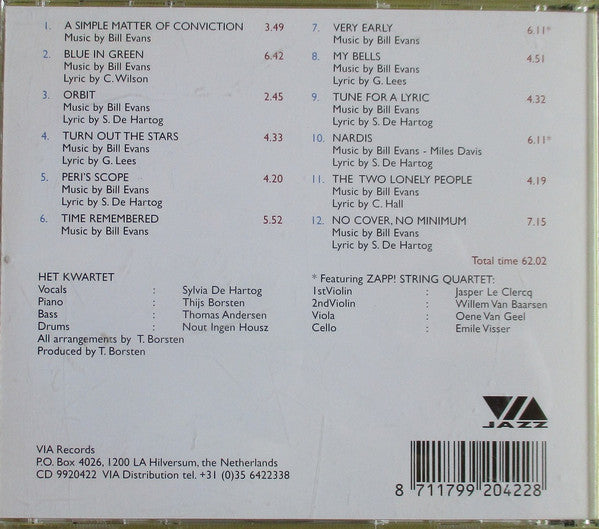 1. A SIMPLE MATTER OF CONVICTION 3.49
Music by Bill Evans
2. BLUE IN GREEN 6.42
Music by Bill Evans
Lyric by C. Wilson
3. ORBIT 2.45
Music by Bill Evans
Lyric by S. De Hartog
4. TURN OUT THE STARS 4.33
Music by Bill Evans
Lyric by G. Lees
5. PERI'S SCOPE 4.20
Music by Bill Evans
Lyric by S. De Hartog
6. TIME REMEMBERED 5.52
Music by Bill Evans
7. VERY EARLY 6.11*
Music by Bill Evans
8. MY BELLS 4.51
Music by Bill Evans
Lyric by G. Lees
9. TUNE FOR A LYRIC 4.32
Music by Bill Evans
Lyric by S. De Hartog
10. NARDIS 6.11*
Music by Bill Evans - Miles Davis
Lyric by S. De Hartog
11. THE TWO LONELY PEOPLE 4.19
Music by Bill Evans
Lyric by C. Hall
12. NO COVER, NO MINIMUM 7.15
Music by Bill Evans
Lyric by S. De Hartog
Total time 62.02
HET KWARTET
Vocals : Sylvia De Hartog
Piano : Thijs Borsten
Bass : Thomas Andersen
Drums : Nout Ingen Housz
All arrangements by T. Borsten
Produced by T. Borsten
* Featuring ZAPP! STRING QUARTET:
1stViolin : Jasper Le Clercq
2ndViolin : Willem Van Baarsen
Viola : Oene Van Geel
Cello : Emile Visser
VIA
JAZZ
VIA Records
P.O. Box 4026, 1200 LA Hilversum, the Netherlands
CD 9920422 VIA Distribution tel. +31 (0)35 6422338
8 711799 204228